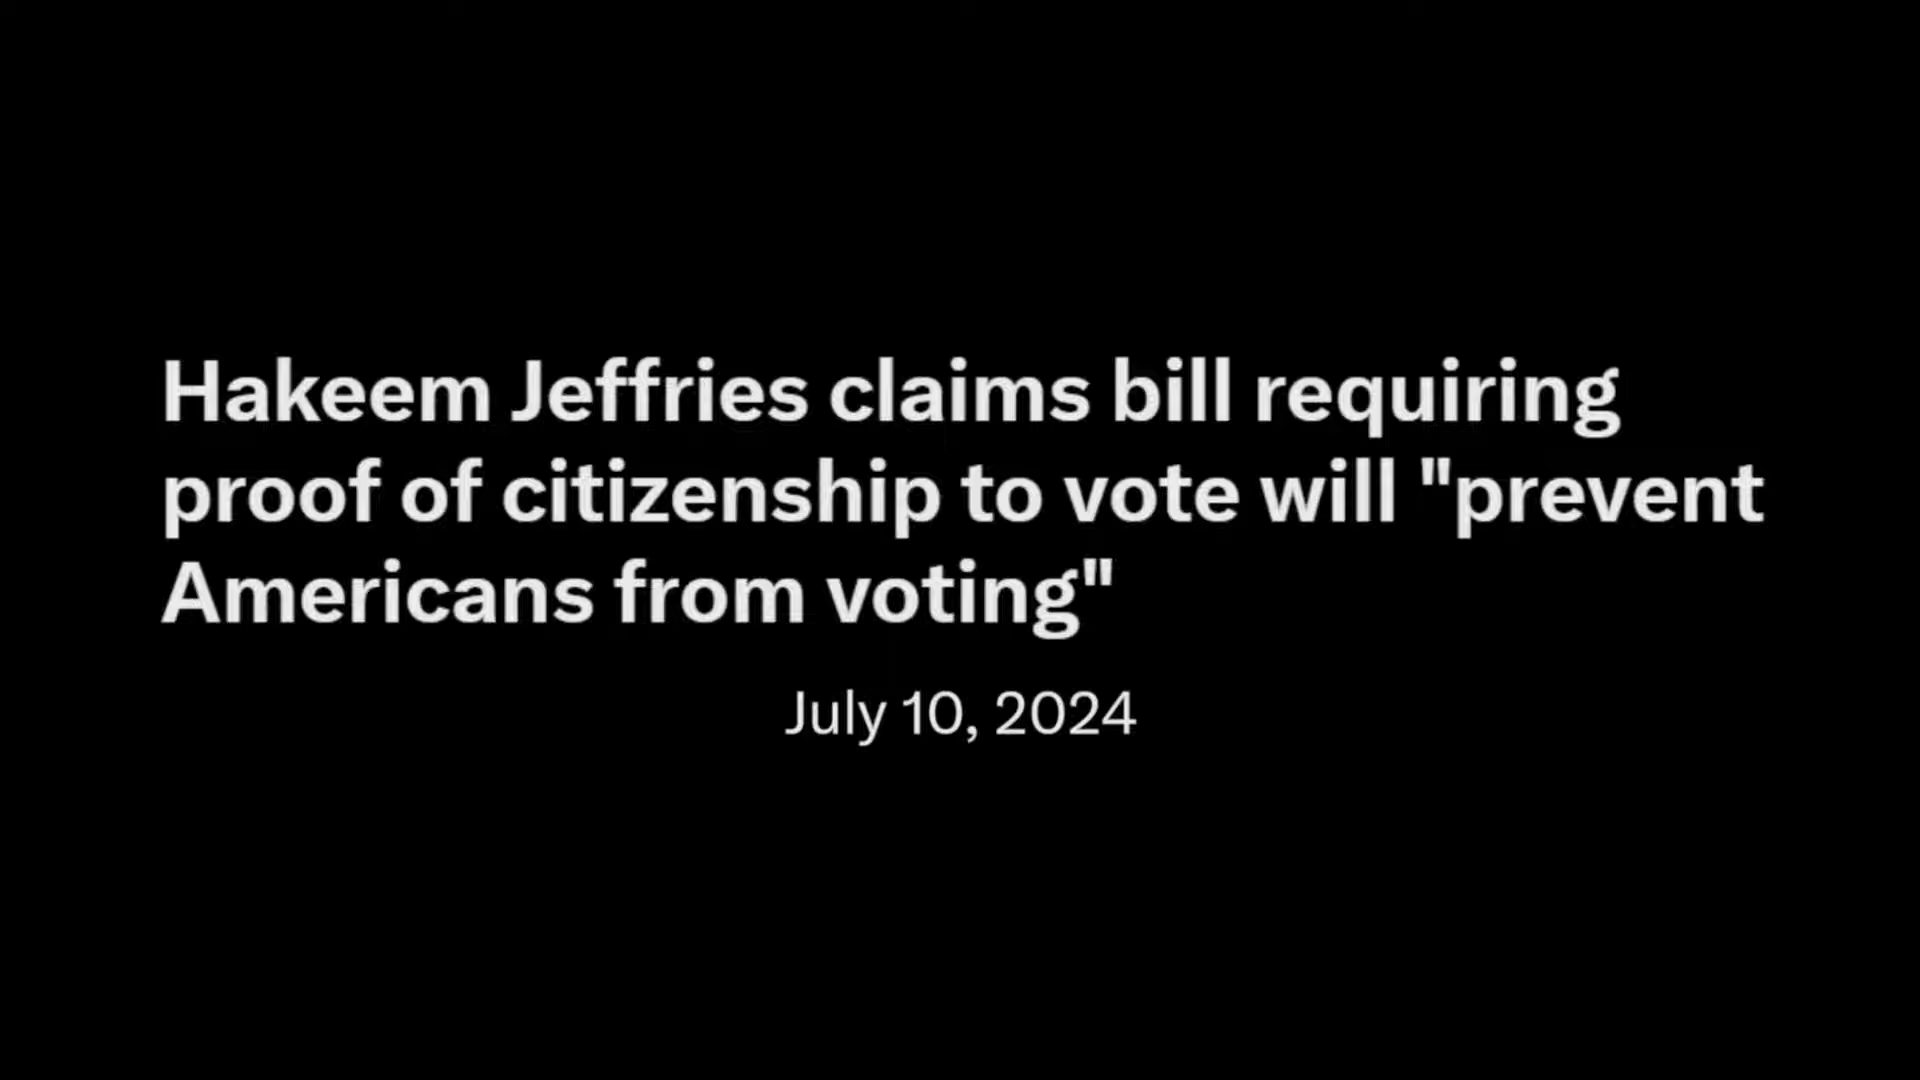 Hakeem Jeffries claims bill requiring
proof of citizenship to vote will "prevent
Americans from voting"
July 10, 2024